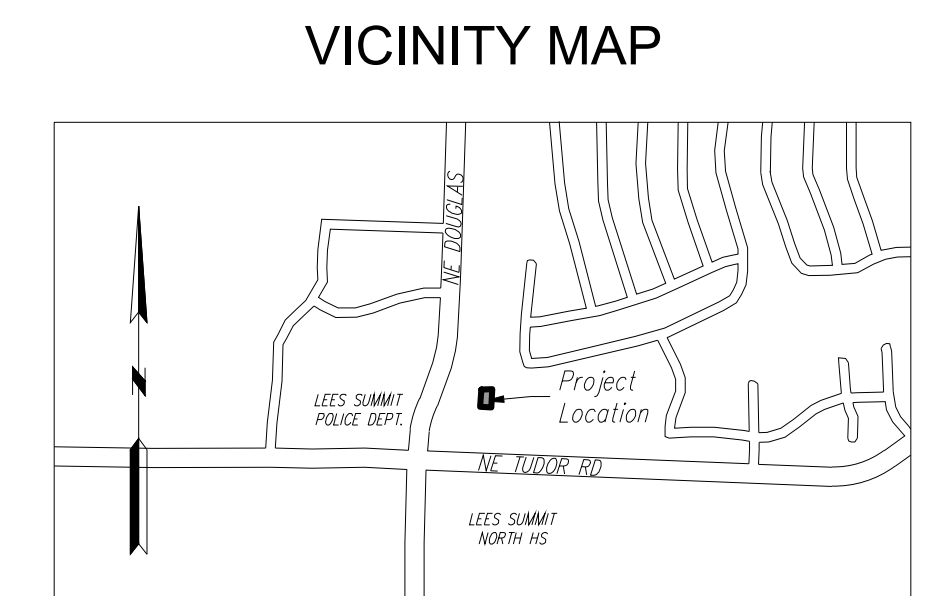 VICINITY MAP
NE DOUGLAS
N
Project
Location
LEES SUMMIT
POLICE DEPT.
NE TUDOR RD
LEES SUMMIT
NORTH HS